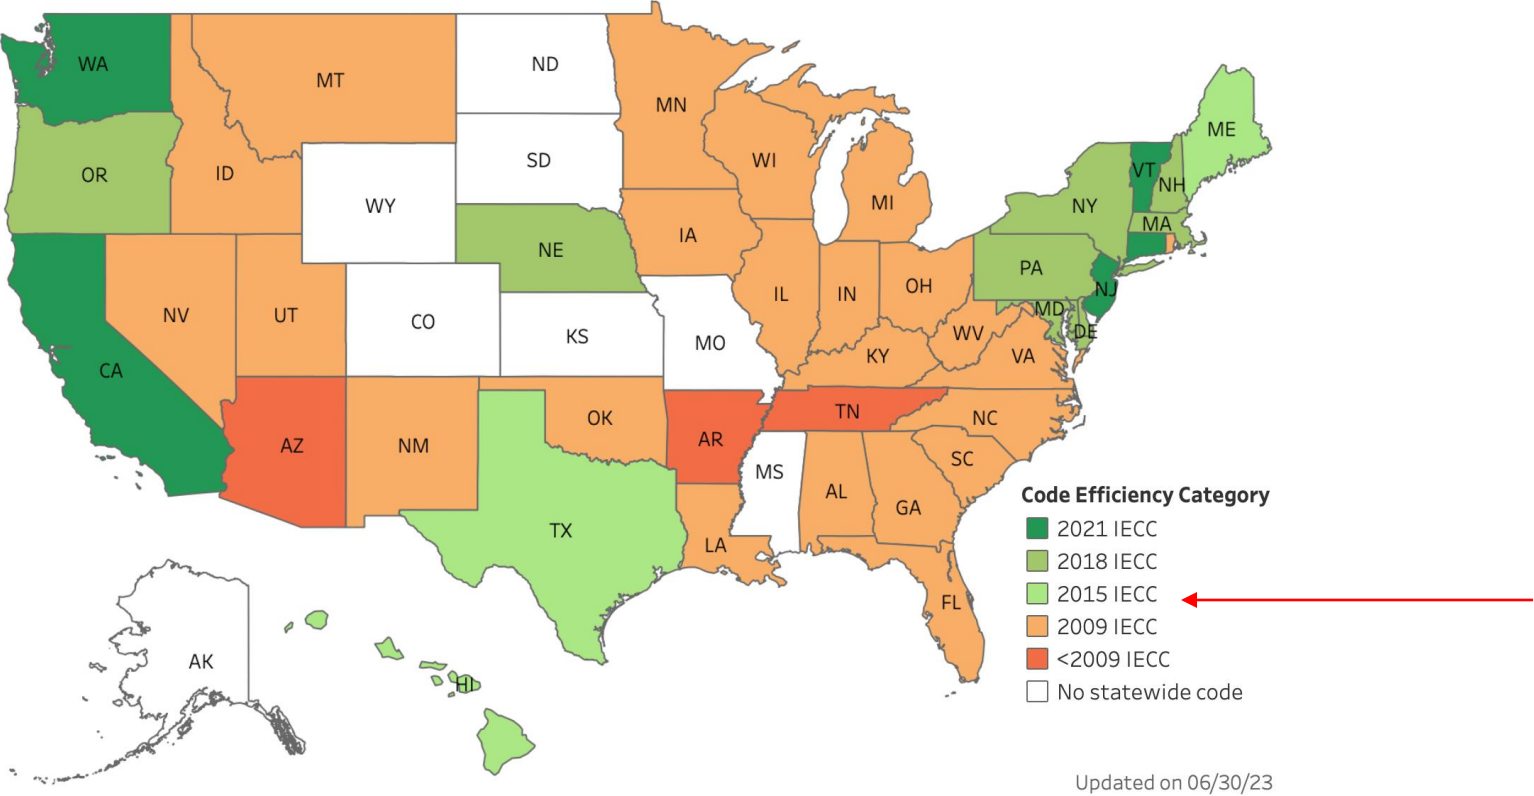 WA
MT
ND
MN
OR
ID
SD
WI
WY
MI
ME
VT
NH
NY
MA
IA
NE
PA
NV
UT
CO
KS
MO
IL
IN
OH
NJ
MD
DE
WV
VA
KY
CA
AZ
NM
OK
AR
TN
NC
SC
MS
AL
GA
TX
LA
FL
AK
HI
Code Efficiency Category
2021 IECC
2018 IECC
2015 IECC
2009 IECC
<2009 IECC
No statewide code
Updated on 06/30/23